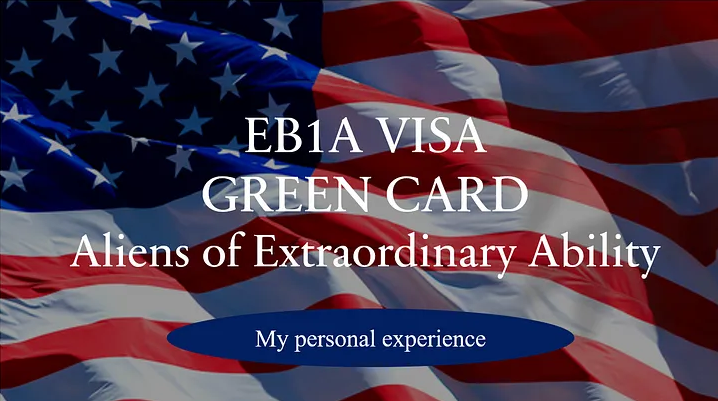 EB1A VISA
GREEN CARD
Aliens of Extraordinary Ability
My personal experience